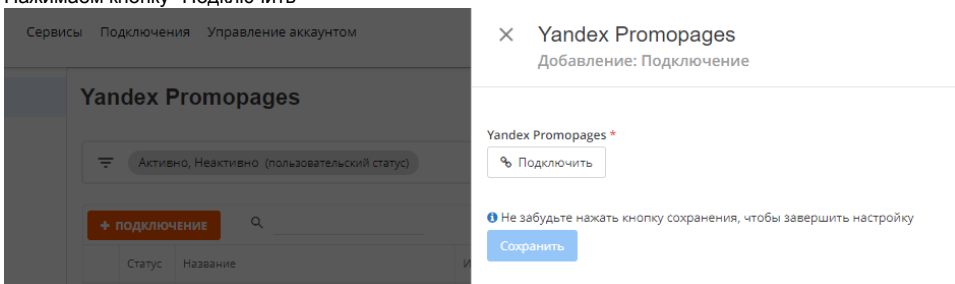 Нажимаем кнопку "Подключить"
Сервисы Подключения Управление аккаунтом
Yandex Promopages
Активно, Неактивно (пользовательский статус)
+ ПОДКЛЮЧЕНИЕ
Статус Название
Yandex Promopages
Добавление: Подключение
Yandex Promopages *
Подключить
Не забудьте нажать кнопку сохранения, чтобы завершить настройку
Сохранить